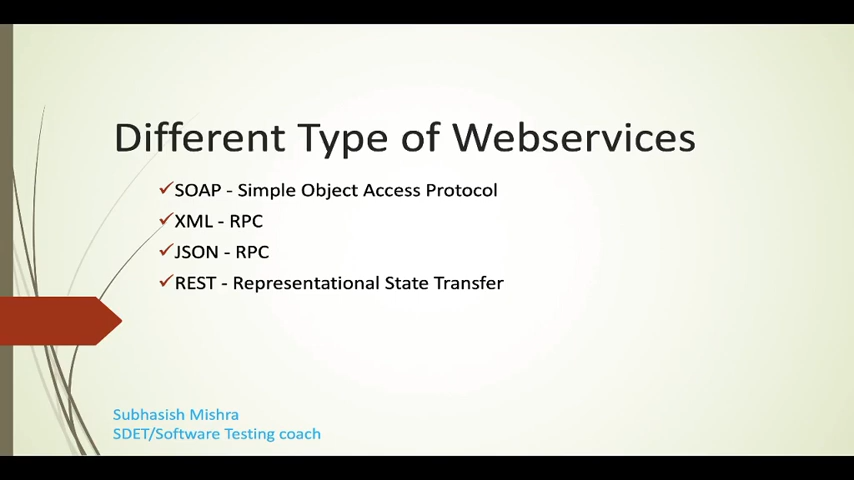 Different Type of Webservices
✓SOAP - Simple Object Access Protocol
✓XML - RPC
✓JSON - RPC
✓REST - Representational State Transfer
Subhasish Mishra
SDET/Software Testing coach